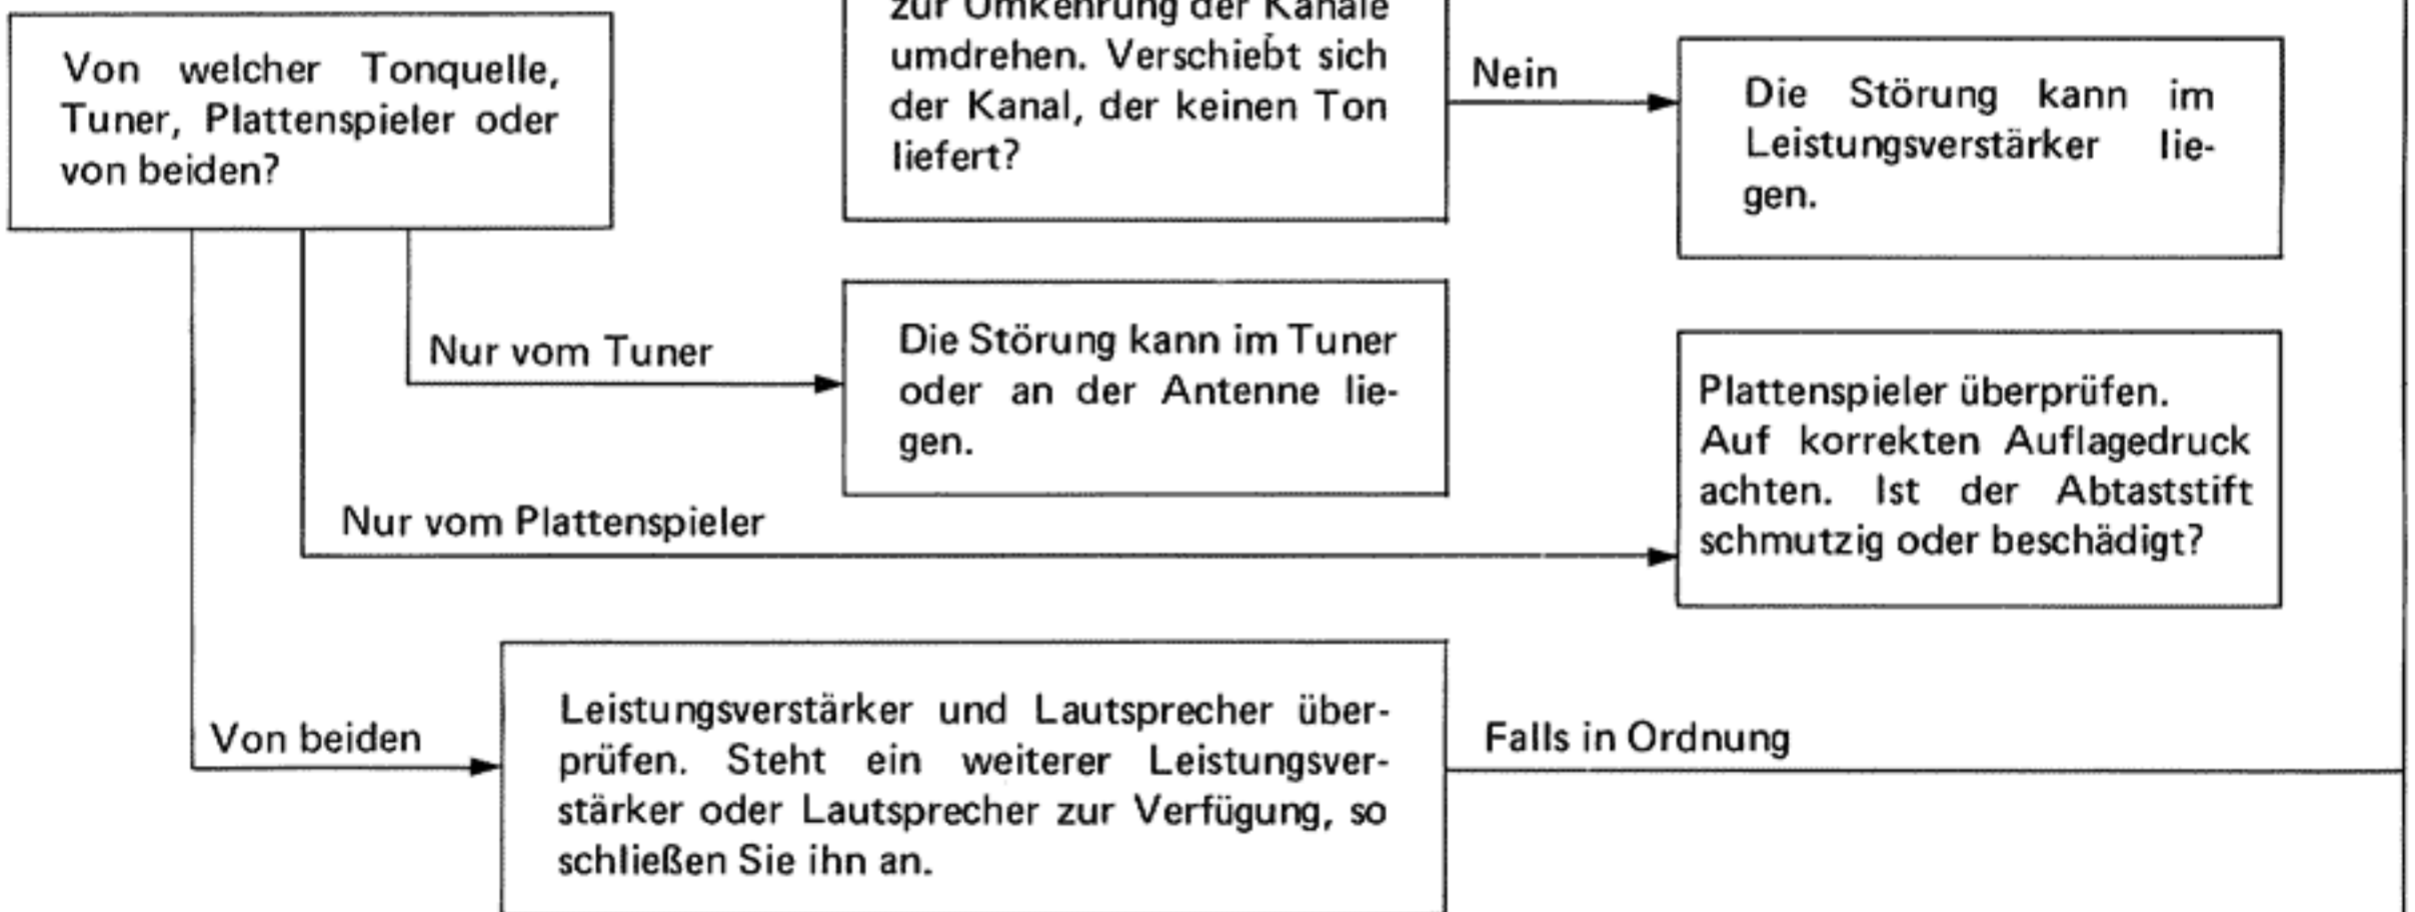 Von welcher Tonquelle,
Tuner, Plattenspieler oder
von beiden?
zur Umkehrung der Kanäle
umdrehen. Verschiebt sich
der Kanal, der keinen Ton
liefert?
Nein
Die Störung kann im
Leistungsverstärker lie-
gen.
Nur vom Tuner
Die Störung kann im Tuner
oder an der Antenne lie-
gen.
Nur vom Plattenspieler
Plattenspieler überprüfen.
Auf korrekten Auflagedruck
achten. Ist der Abtaststift
schmutzig oder beschädigt?
Von beiden
Leistungsverstärker und Lautsprecher über-
prüfen. Steht ein weiterer Leistungsver-
stärker oder Lautsprecher zur Verfügung, so
schließen Sie ihn an.
Falls in Ordnung